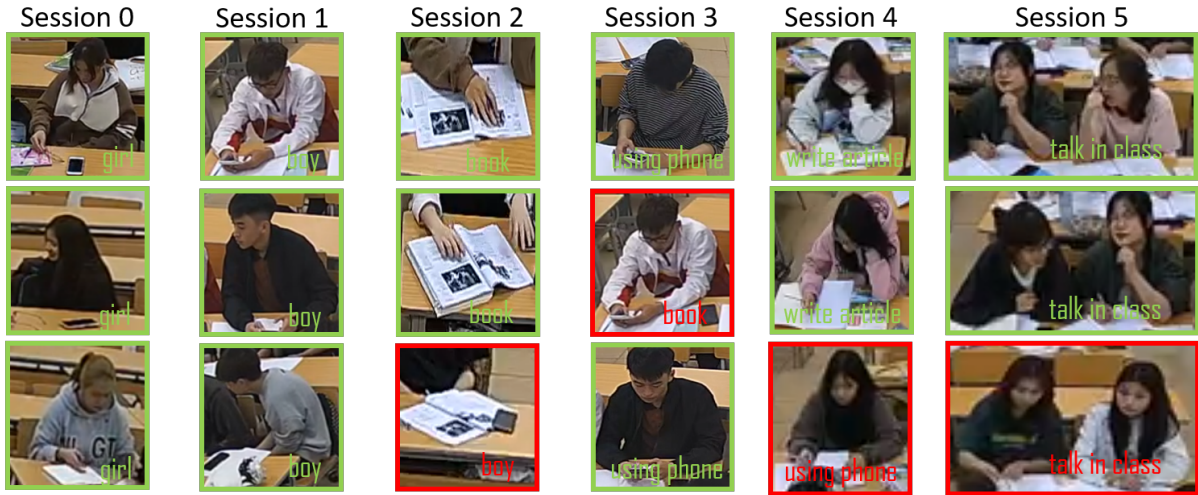 Session 0 Session 1 Session 2 Session 3 Session 4 Session 5
girl boy book using phone write article talk in class
girl boy book book write article talk in class
girl boy boy using phone using phone talk in class